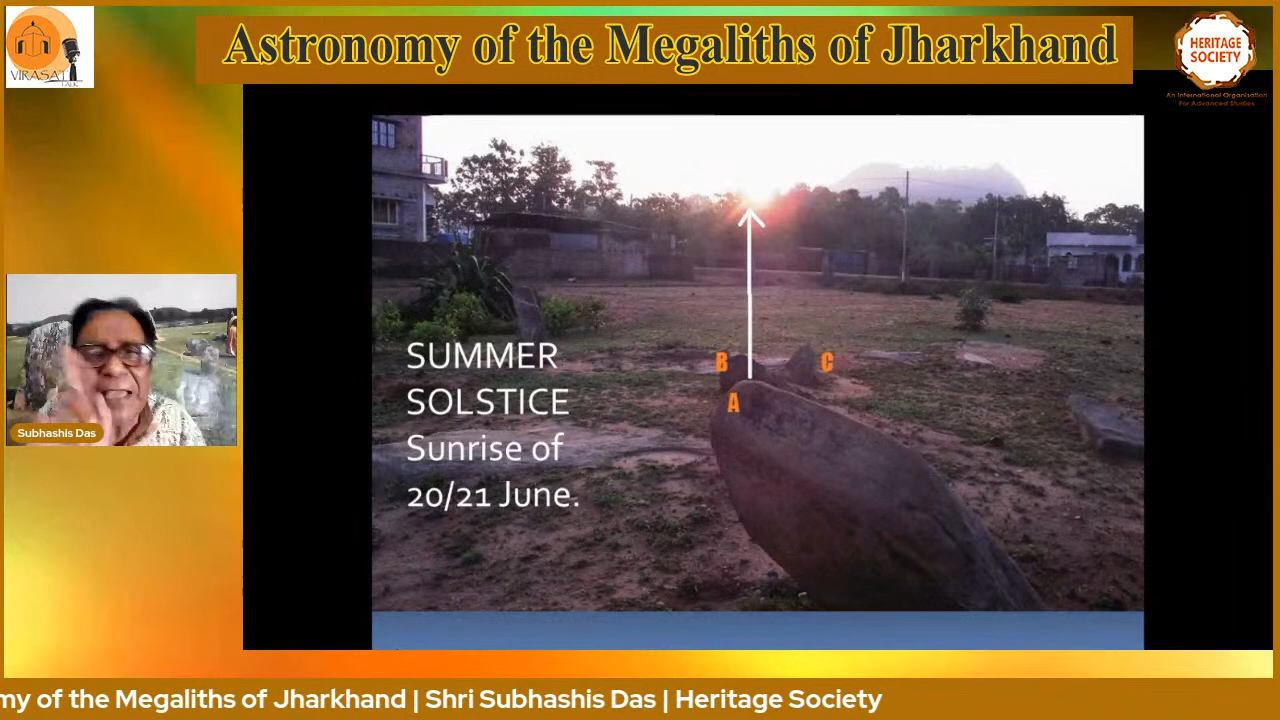 Astronomy of the Megaliths of Jharkhand
VIRASAT
TALK
HERITAGE
SOCIETY
An International Organisation
For Advanced Studies
SUMMER
SOLSTICE
Sunrise of
20/21 June.
B
C
A
Subhashis Das
my of the Megaliths of Jharkhand | Shri Subhashis Das | Heritage Society